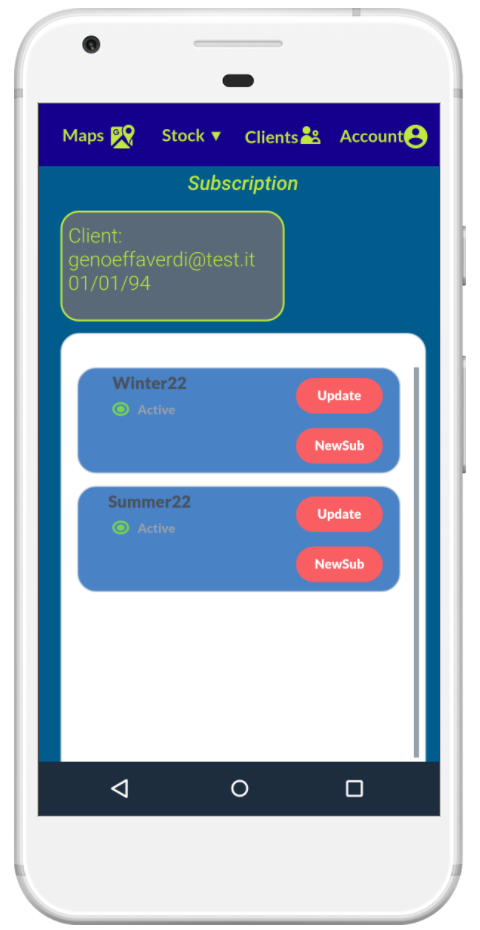 Maps Stock ▼ Clients Account
Subscription
Client:
genoeffaverdi@test.it
01/01/94
Winter22
Active
Update
NewSub
Summer22
Active
Update
NewSub